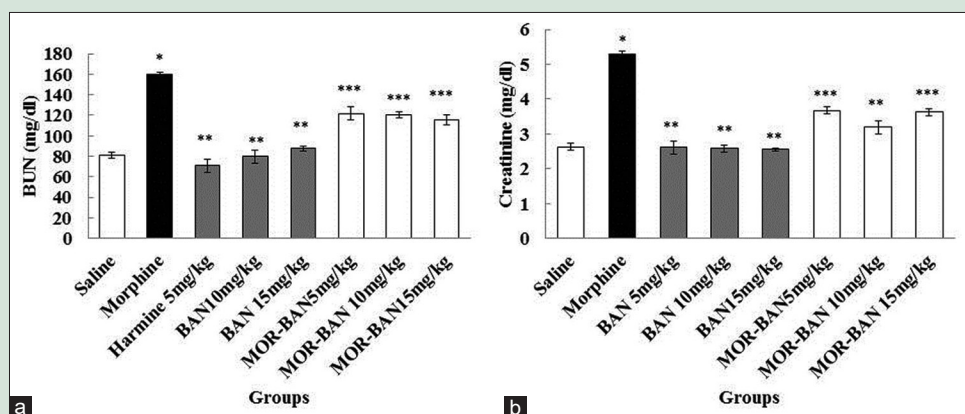 180
160
140
120
100
80
60
40
20
0
BUN (mg/dl)
*
**
**
**
***
***
***
Saline
Morphine
Harmine 5mg/kg
BAN10mg/kg
BAN 15mg/kg
MOR-BAN5mg/kg
MOR-BAN 10mg/kg
MOR-BAN15mg/kg
Groups
a
6
5
4
3
2
1
0
Creatinine (mg/dl)
*
**
**
**
***
**
***
Saline
Morphine
BAN 5mg/kg
BAN 10mg/kg
BAN15mg/kg
MOR-BAN5mg/kg
MOR-BAN 10mg/kg
MOR-BAN 15mg/kg
Groups
b